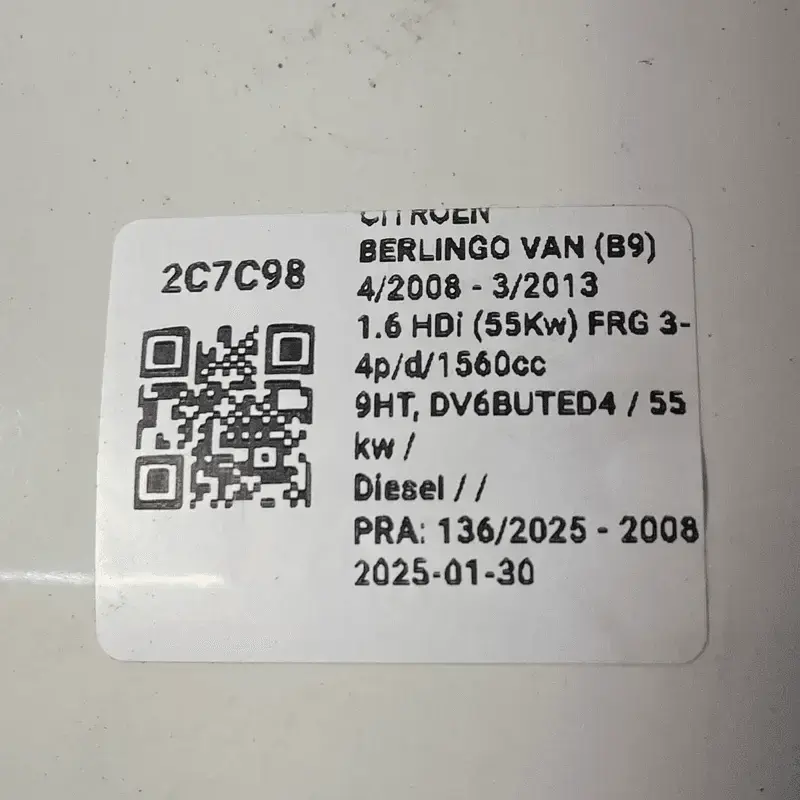 2C7C98
CITROEN
BERLINGO VAN (B9)
4/2008 - 3/2013
1.6 HDi (55Kw) FRG 3-
4p/d/1560cc
9HT, DV6BUTED4 / 55
kw /
Diesel / /
PRA: 136/2025 - 2008
2025-01-30